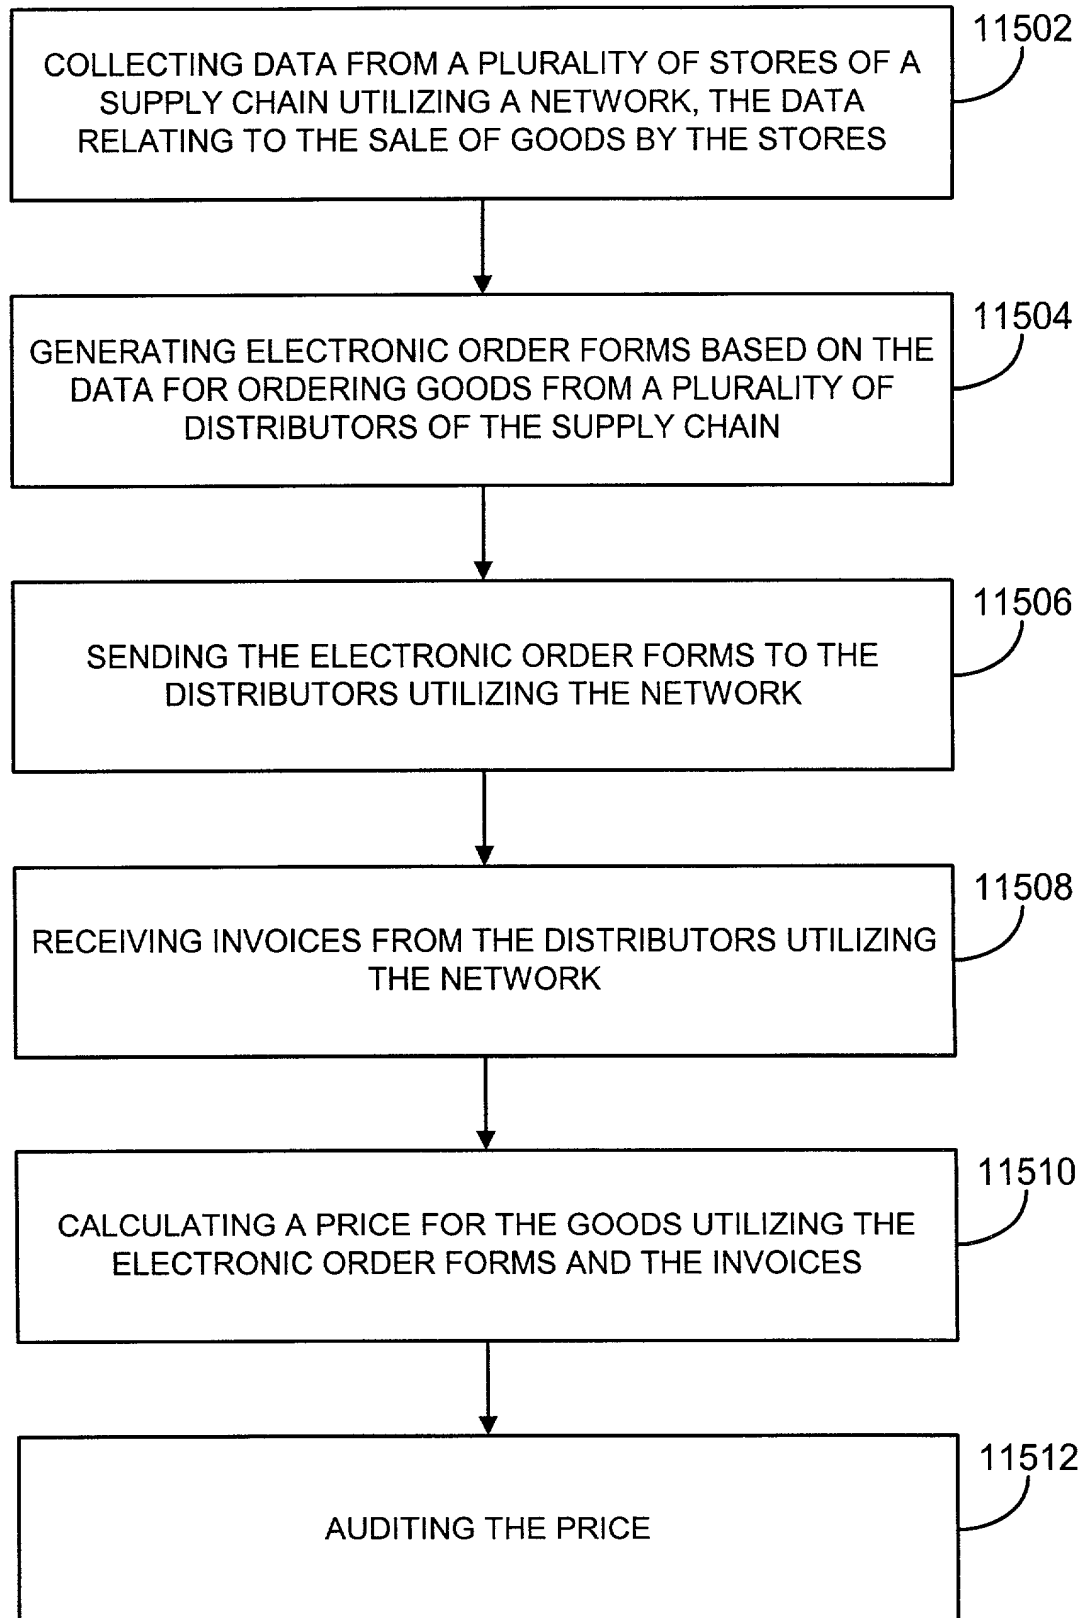 11502
COLLECTING DATA FROM A PLURALITY OF STORES OF A
SUPPLY CHAIN UTILIZING A NETWORK, THE DATA
RELATING TO THE SALE OF GOODS BY THE STORES
11504
GENERATING ELECTRONIC ORDER FORMS BASED ON THE
DATA FOR ORDERING GOODS FROM A PLURALITY OF
DISTRIBUTORS OF THE SUPPLY CHAIN
11506
SENDING THE ELECTRONIC ORDER FORMS TO THE
DISTRIBUTORS UTILIZING THE NETWORK
11508
RECEIVING INVOICES FROM THE DISTRIBUTORS UTILIZING
THE NETWORK
11510
CALCULATING A PRICE FOR THE GOODS UTILIZING THE
ELECTRONIC ORDER FORMS AND THE INVOICES
11512
AUDITING THE PRICE